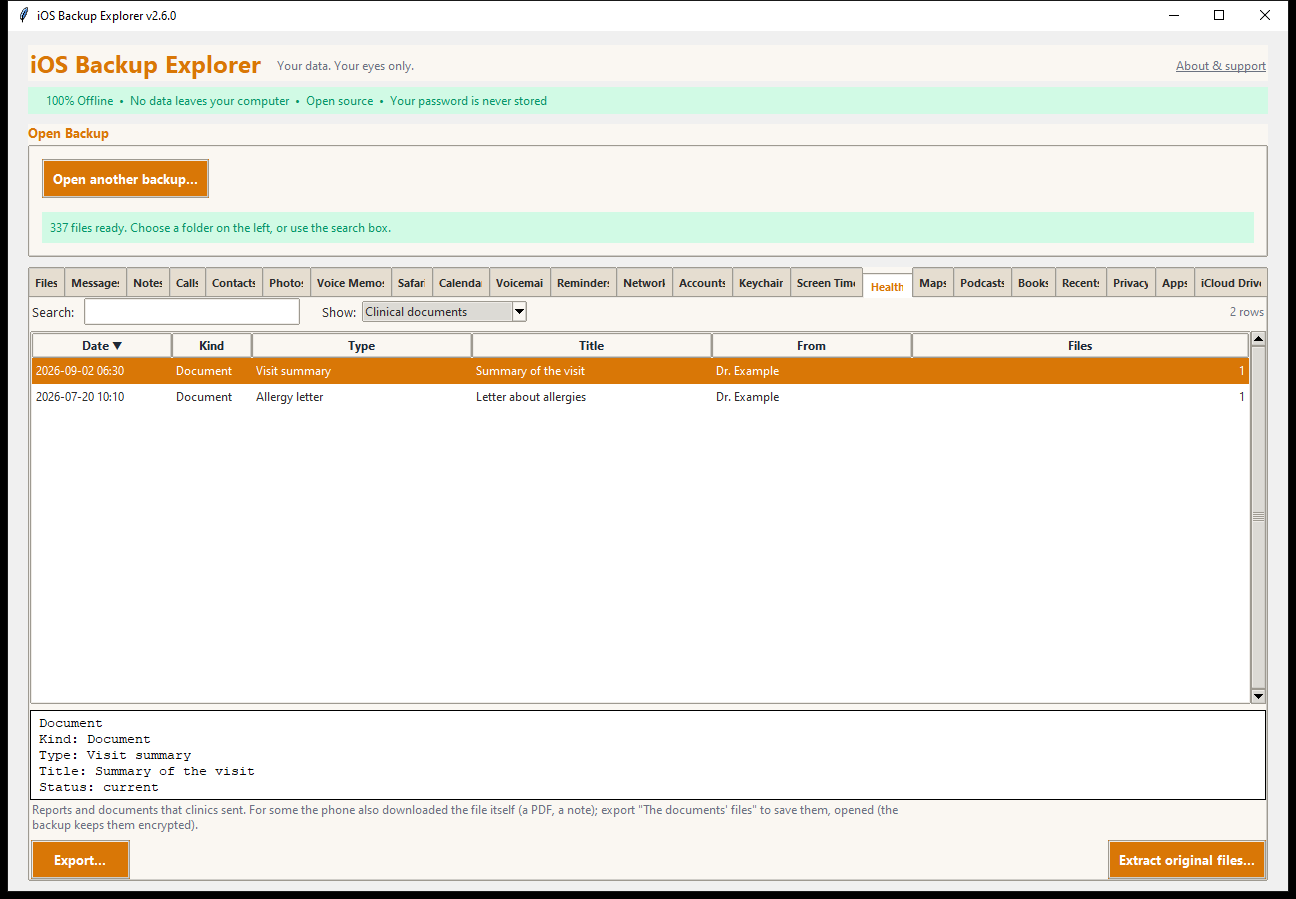 iOS Backup Explorer v2.6.0
iOS Backup Explorer Your data. Your eyes only. About & support
100% Offline • No data leaves your computer • Open source • Your password is never stored
Open Backup
Open another backup...
337 files ready. Choose a folder on the left, or use the search box.
Files Messages Notes Calls Contacts Photos Voice Memos Safari Calenda Voicemai Reminders Network Accounts Keychain Screen Time Health Maps Podcasts Books Recents Privacy Apps iCloud Drive
Search: Show: Clinical documents 2 rows
Date ▼ Kind Type Title From Files
2026-09-02 06:30 Document Visit summary Summary of the visit Dr. Example 1
2026-07-20 10:10 Document Allergy letter Letter about allergies Dr. Example 1
Document
Kind: Document
Type: Visit summary
Title: Summary of the visit
Status: current
Reports and documents that clinics sent. For some the phone also downloaded the file itself (a PDF, a note); export "The documents' files" to save them, opened (the
backup keeps them encrypted).
Export... Extract original files...